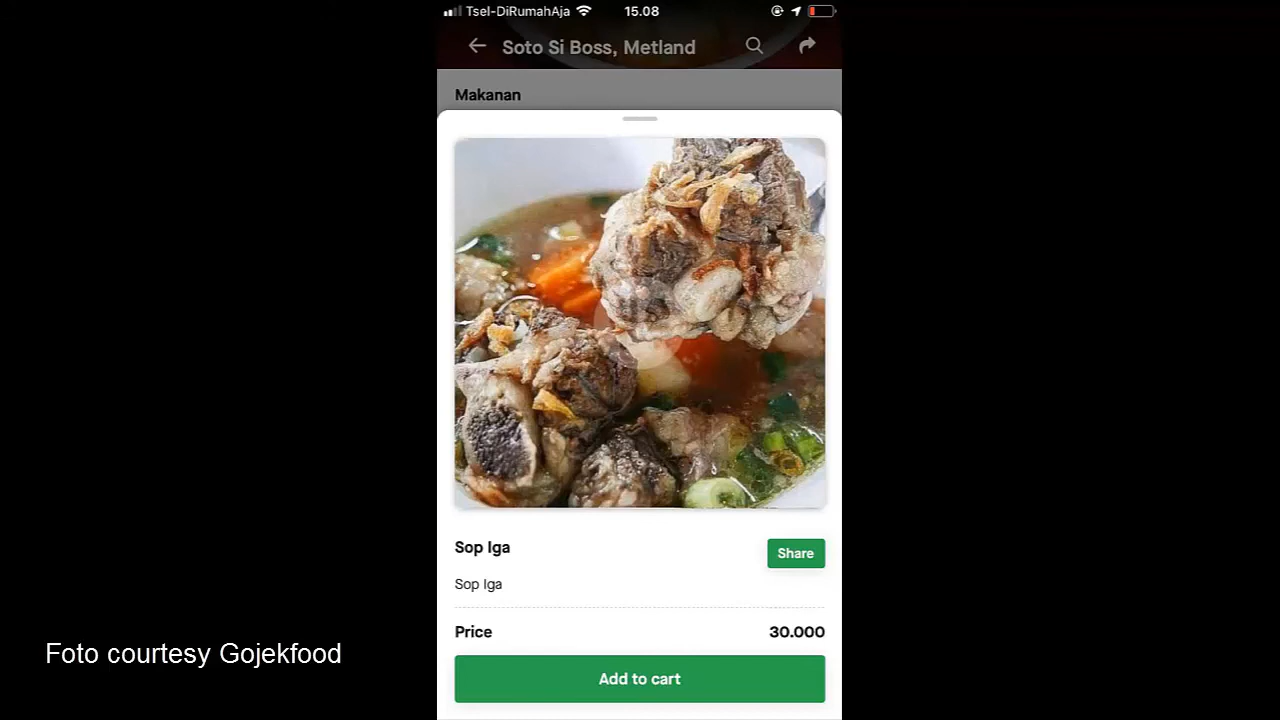 Tsel-DiRumahAja 15.08
Soto Si Boss, Metland
Makanan
Sop Iga
Share
Sop Iga
Price 30.000
Add to cart
Foto courtesy Gojekfood